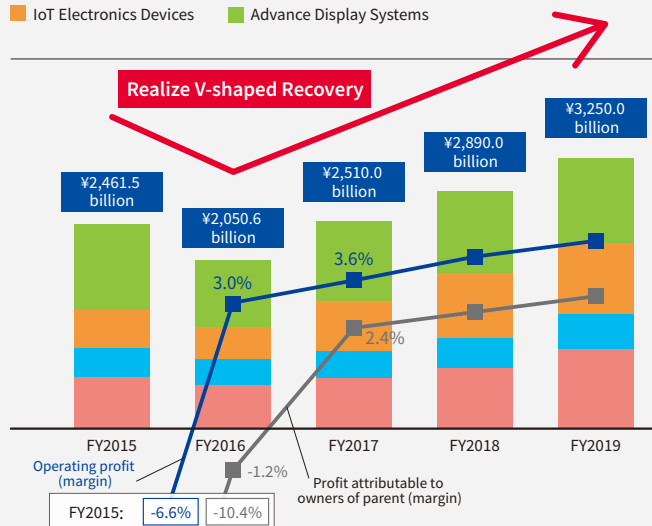 IoT Electronics Devices
Advance Display Systems
Realize V-shaped Recovery
¥3,250.0
billion
¥2,890.0
billion
¥2,510.0
billion
¥2,461.5
billion
¥2,050.6
billion
3.0%
3.6%
2.4%
FY2015
FY2016
FY2017
FY2018
FY2019
Operating profit
(margin)
-1.2%
Profit attributable to
owners of parent (margin)
FY2015: -6.6% -10.4%